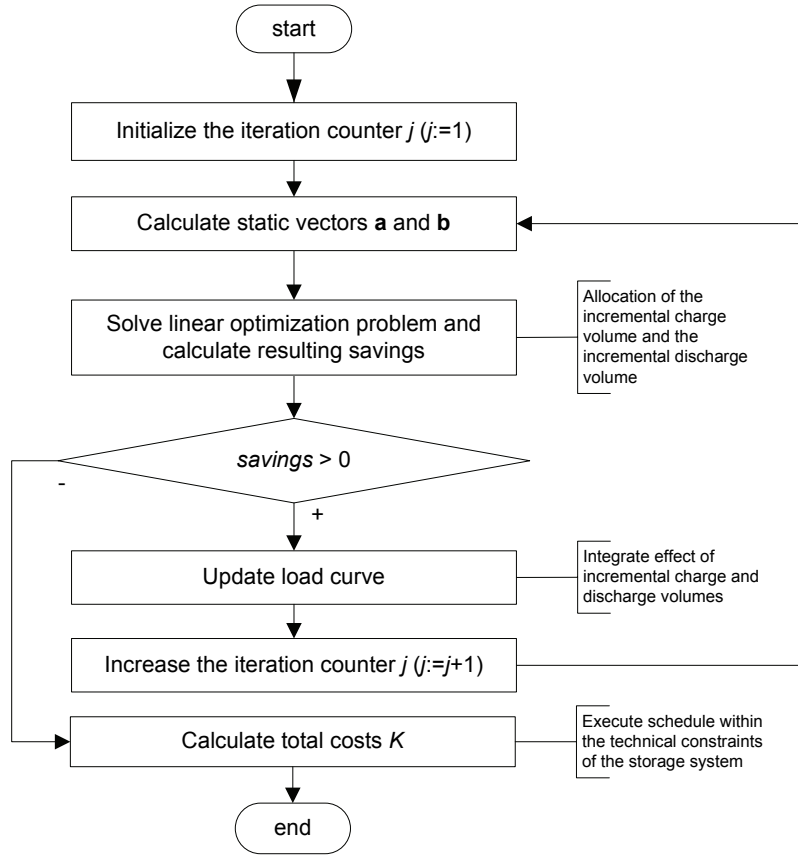 start
Initialize the iteration counter j (j:=1)
Calculate static vectors a and b
Solve linear optimization problem and
calculate resulting savings
Allocation of the
incremental charge
volume and the
incremental discharge
volume
savings > 0
-
+
Update load curve
Integrate effect of
incremental charge and
discharge volumes
Increase the iteration counter j (j:=j+1)
Calculate total costs K
Execute schedule within
the technical constraints
of the storage system
end